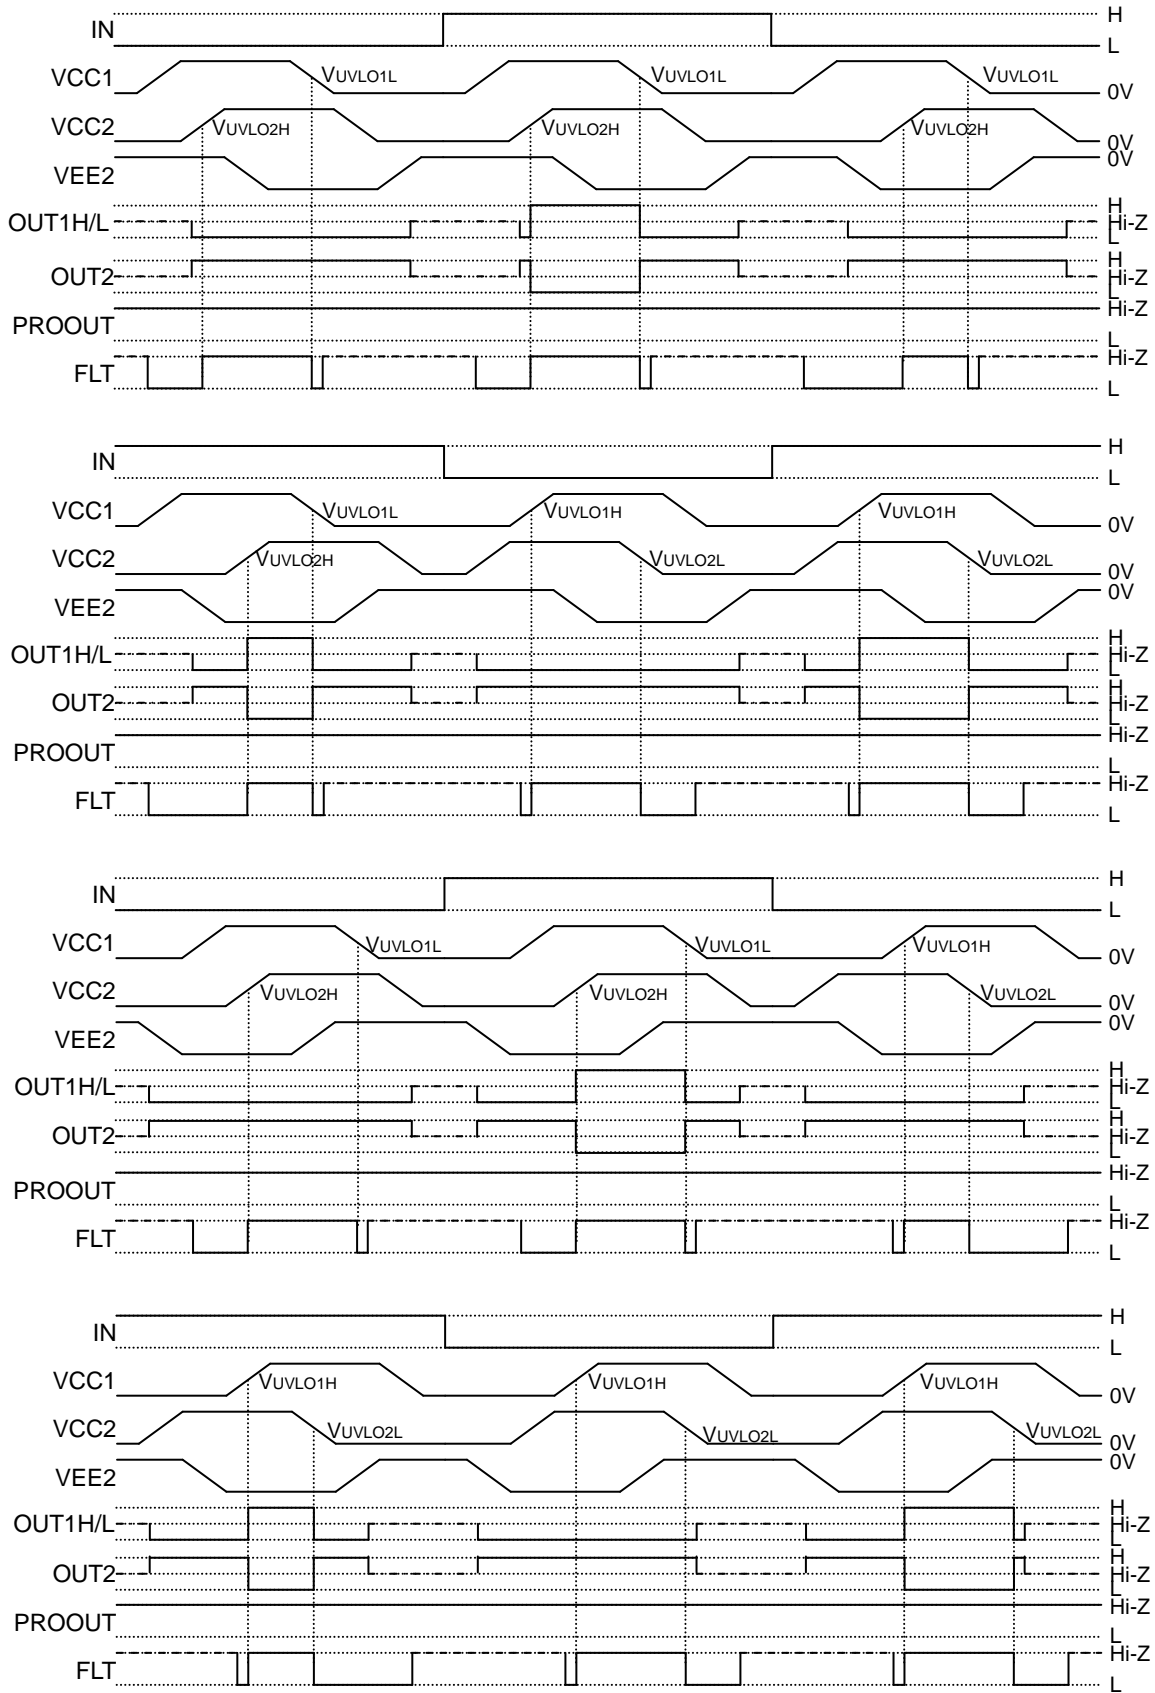 IN H
L
VCC1 VUVLO1L VUVLO1L VUVLO1L 0V
VCC2 VUVLO2H VUVLO2H VUVLO2H 0V
VEE2 0V
OUT1H/L H
Hi-Z
L
OUT2 H
Hi-Z
L
PROOUT Hi-Z
L
FLT Hi-Z
L
IN H
L
VCC1 VUVLO1L VUVLO1H VUVLO1H 0V
VCC2 VUVLO2H VUVLO2L VUVLO2L 0V
VEE2 0V
OUT1H/L H
Hi-Z
L
OUT2 H
Hi-Z
L
PROOUT Hi-Z
L
FLT Hi-Z
L
IN H
L
VCC1 VUVLO1L VUVLO1L VUVLO1H 0V
VCC2 VUVLO2H VUVLO2H VUVLO2L 0V
VEE2 0V
OUT1H/L H
Hi-Z
L
OUT2 H
Hi-Z
L
PROOUT Hi-Z
L
FLT Hi-Z
L
IN H
L
VCC1 VUVLO1H VUVLO1H VUVLO1H 0V
VCC2 VUVLO2L VUVLO2L VUVLO2L 0V
VEE2 0V
OUT1H/L H
Hi-Z
L
OUT2 H
Hi-Z
L
PROOUT Hi-Z
L
FLT Hi-Z
L